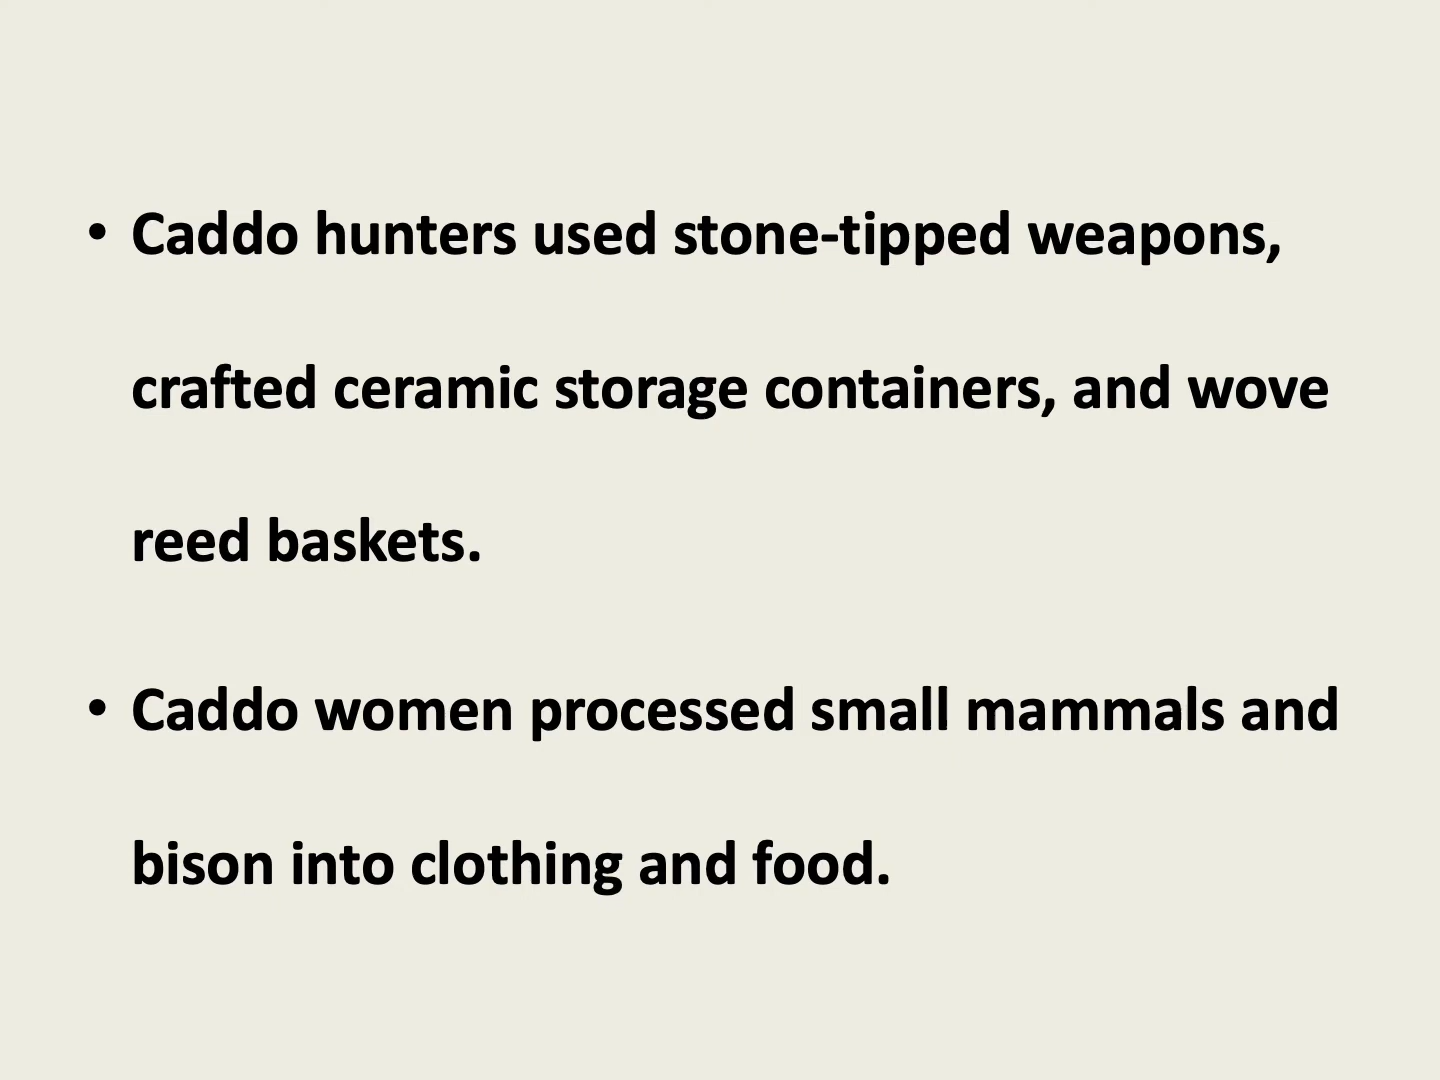 • Caddo hunters used stone-tipped weapons,
crafted ceramic storage containers, and wove
reed baskets.
• Caddo women processed small mammals and
bison into clothing and food.